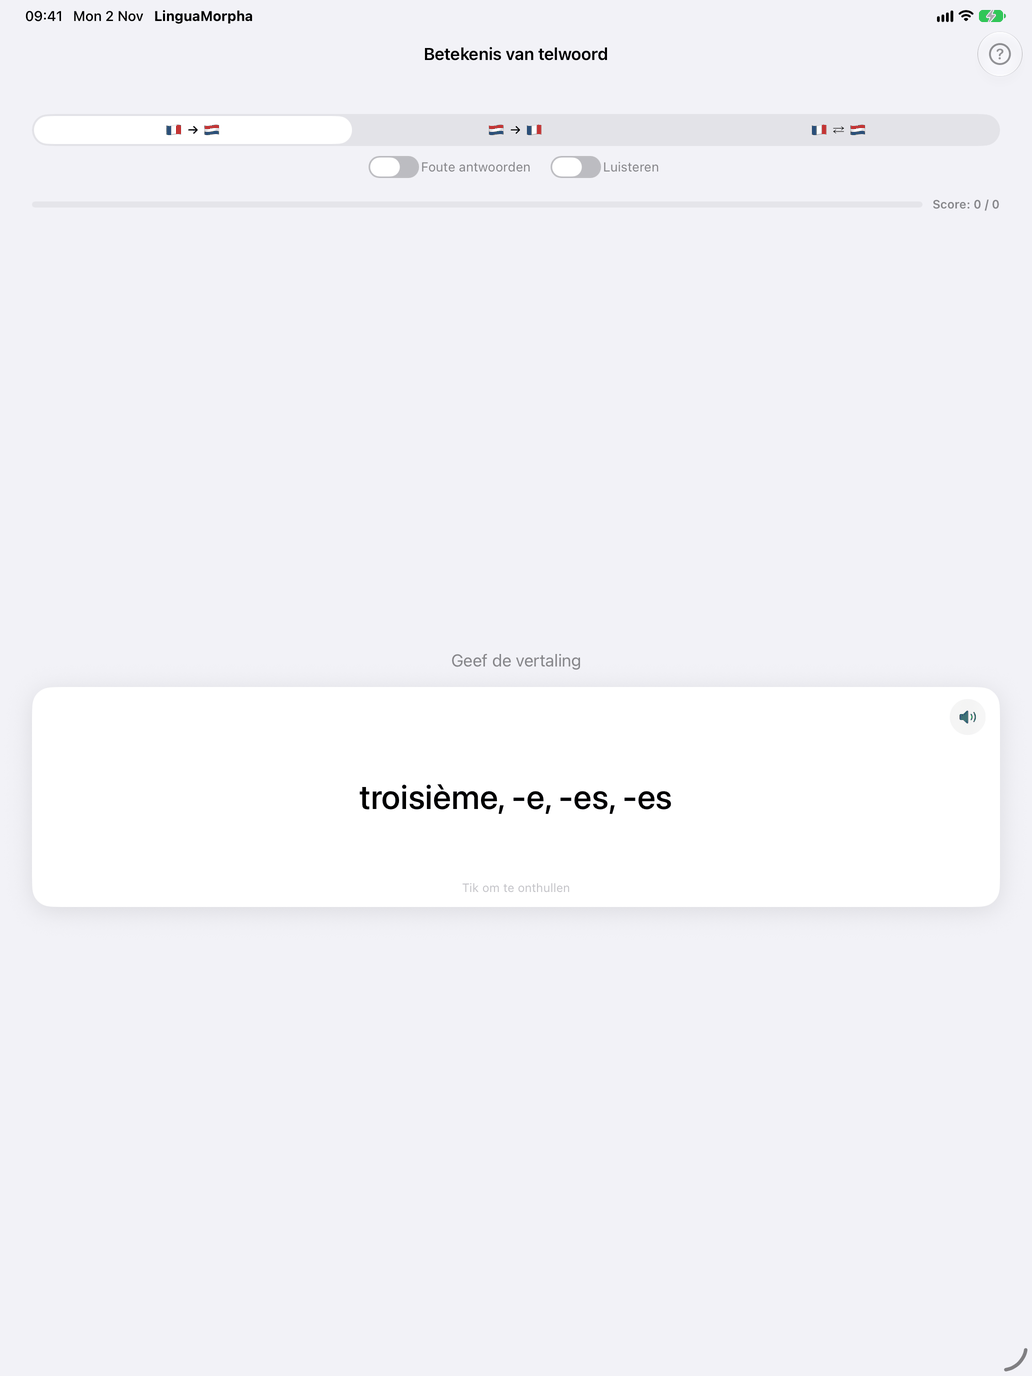 09:41 Mon 2 Nov LinguaMorpha
Betekenis van telwoord
Foute antwoorden Luisteren
Score: 0 / 0
Geef de vertaling
troisième, -e, -es, -es
Tik om te onthullen